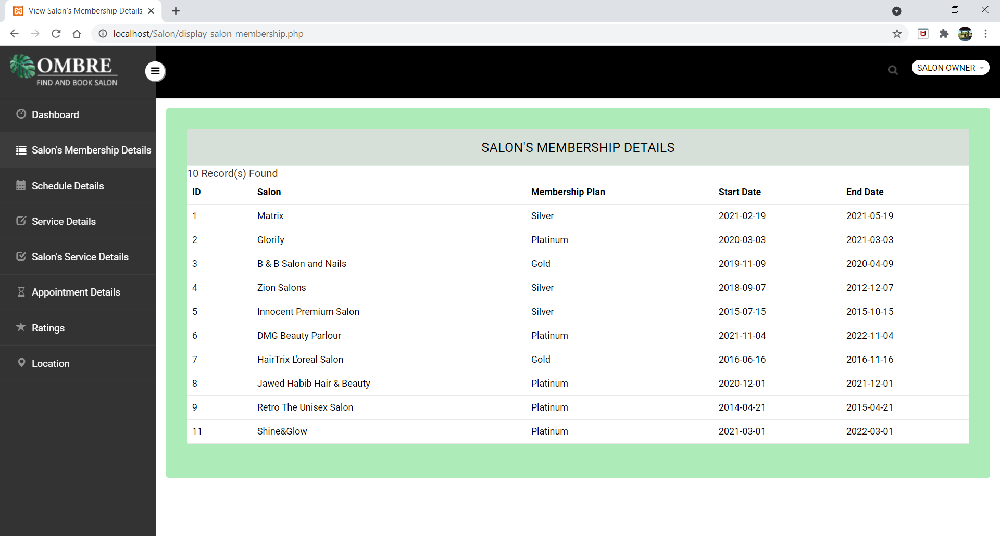 View Salon's Membership Details
localhost/Salon/display-salon-membership.php
OMBRE
FIND AND BOOK SALON
SALON OWNER
Dashboard
Salon's Membership Details
Schedule Details
Service Details
Salon's Service Details
Appointment Details
Ratings
Location
SALON'S MEMBERSHIP DETAILS
10 Record(s) Found
ID Salon Membership Plan Start Date End Date
1 Matrix Silver 2021-02-19 2021-05-19
2 Glorify Platinum 2020-03-03 2021-03-03
3 B & B Salon and Nails Gold 2019-11-09 2020-04-09
4 Zion Salons Silver 2018-09-07 2012-12-07
5 Innocent Premium Salon Silver 2015-07-15 2015-10-15
6 DMG Beauty Parlour Platinum 2021-11-04 2022-11-04
7 HairTrix L'oreal Salon Gold 2016-06-16 2016-11-16
8 Jawed Habib Hair & Beauty Platinum 2020-12-01 2021-12-01
9 Retro The Unisex Salon Platinum 2014-04-21 2015-04-21
11 Shine&Glow Platinum 2021-03-01 2022-03-01